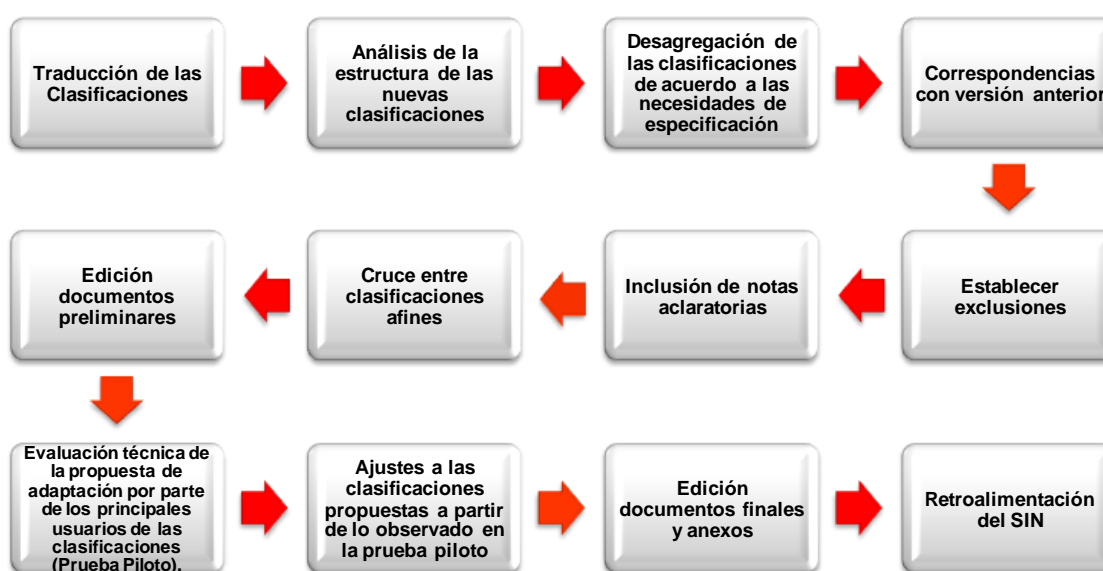 Traducción de las
Clasificaciones
Análisis de la
estructura de las
nuevas
clasificaciones
Desagregación de
las clasificaciones
de acuerdo a las
necesidades de
especificación
Correspondencias
con versión anterior
Establecer
exclusiones
Inclusión de notas
aclaratorias
Cruce entre
clasificaciones
afines
Edición
documentos
preliminares
Evaluación técnica de
la propuesta de
adaptación por parte
de los principales
usuarios de las
clasificaciones
(Prueba Piloto).
Ajustes a las
clasificaciones
propuestas a partir
de lo observado en
la prueba piloto
Edición
documentos finales
y anexos
Retroalimentación
del SIN